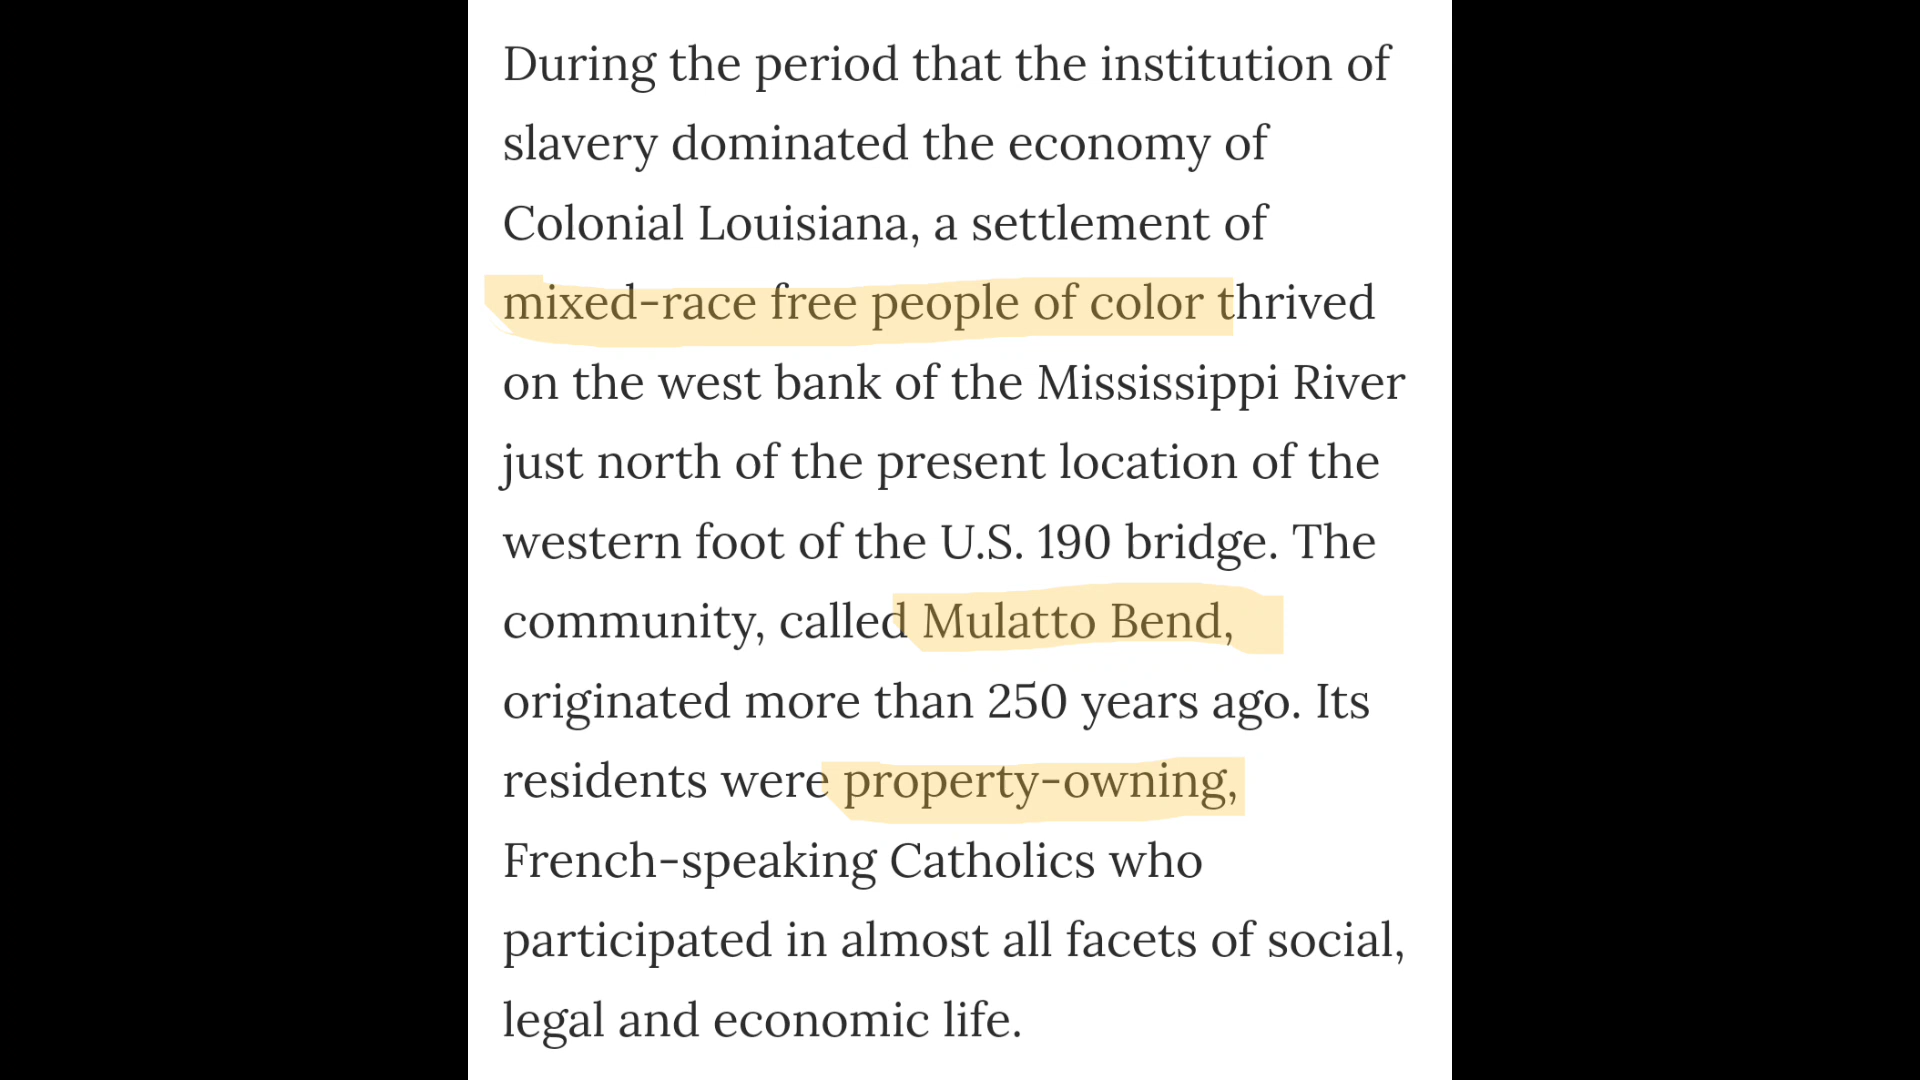 During the period that the institution of
slavery dominated the economy of
Colonial Louisiana, a settlement of
mixed-race free people of color thrived
on the west bank of the Mississippi River
just north of the present location of the
western foot of the U.S. 190 bridge. The
community, called Mulatto Bend,
originated more than 250 years ago. Its
residents were property-owning,
French-speaking Catholics who
participated in almost all facets of social,
legal and economic life.